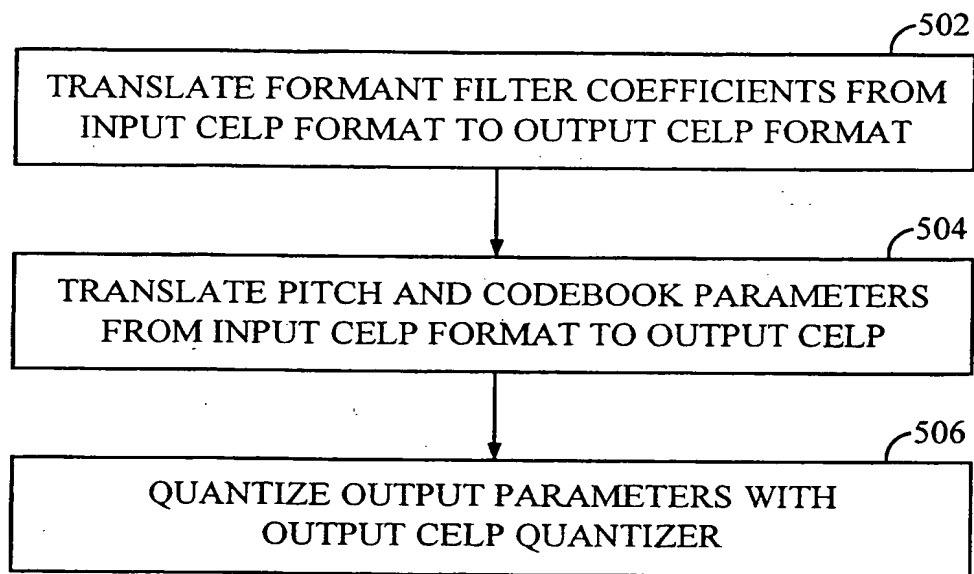 502
TRANSLATE FORMANT FILTER COEFFICIENTS FROM
INPUT CELP FORMAT TO OUTPUT CELP FORMAT
504
TRANSLATE PITCH AND CODEBOOK PARAMETERS
FROM INPUT CELP FORMAT TO OUTPUT CELP
506
QUANTIZE OUTPUT PARAMETERS WITH
OUTPUT CELP QUANTIZER